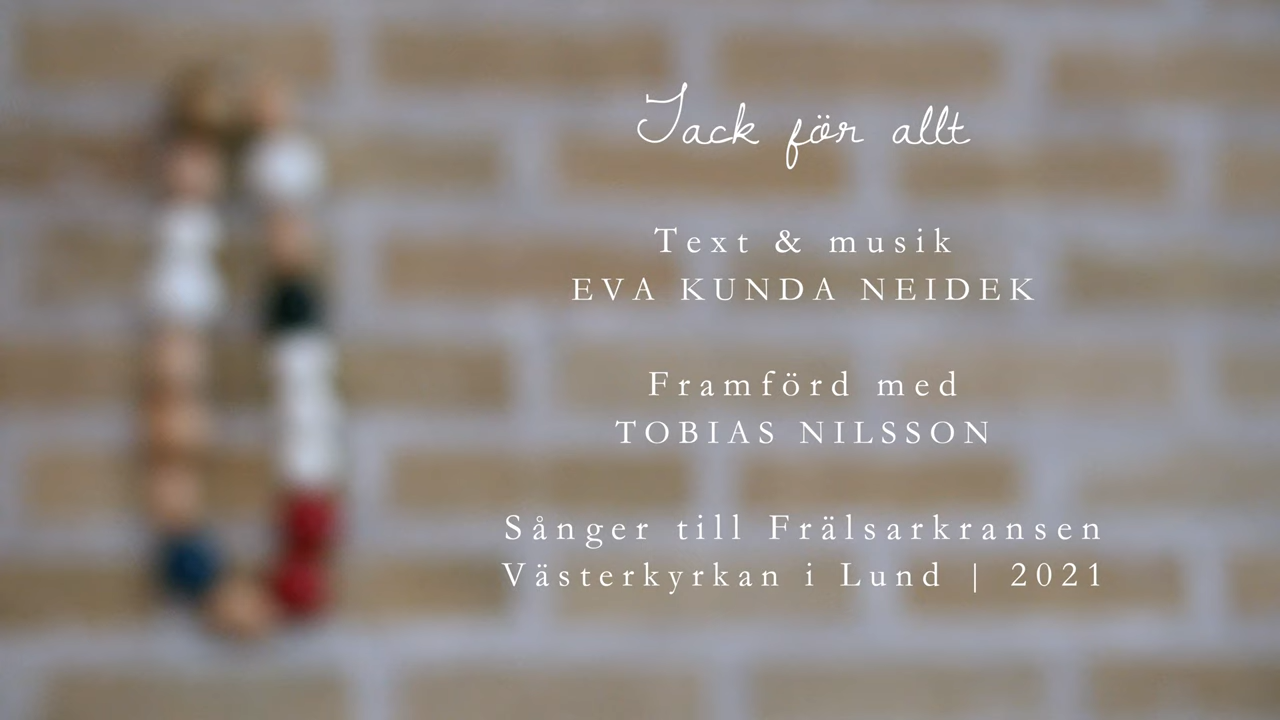 Tack för allt
Text & musik
EVA KUNDA NEIDEK
Framförd med
TOBIAS NILSSON
Sånger till Frälsarkransen
Västerkyrkan i Lund | 2021